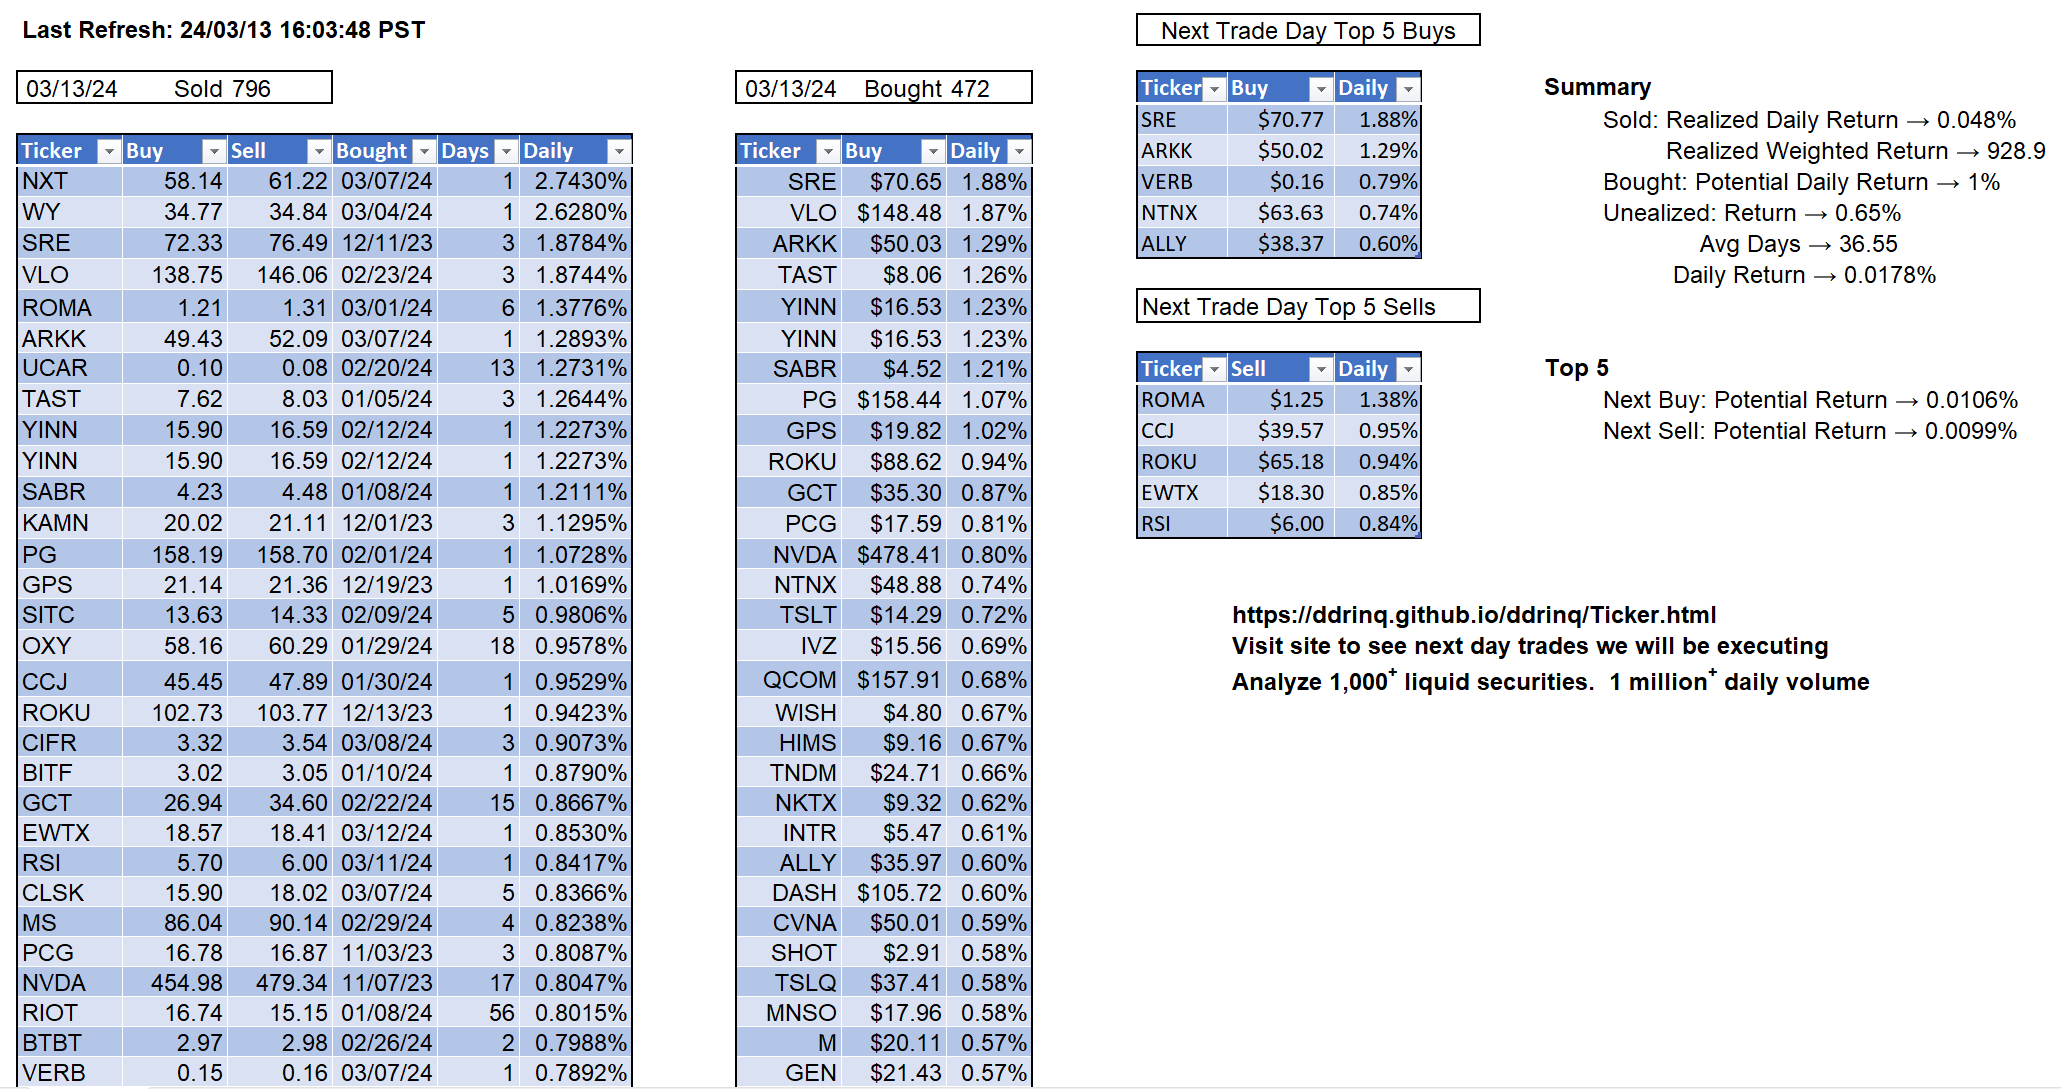 Last Refresh: 24/03/13 16:03:48 PST
03/13/24 Sold 796
Ticker Buy Sell Bought Days Daily
NXT 58.14 61.22 03/07/24 1 2.7430%
WY 34.77 34.84 03/04/24 1 2.6280%
SRE 72.33 76.49 12/11/23 3 1.8784%
VLO 138.75 146.06 02/23/24 3 1.8744%
ROMA 1.21 1.31 03/01/24 6 1.3776%
ARKK 49.43 52.09 03/07/24 1 1.2893%
UCAR 0.10 0.08 02/20/24 13 1.2731%
TAST 7.62 8.03 01/05/24 3 1.2644%
YINN 15.90 16.59 02/12/24 1 1.2273%
YINN 15.90 16.59 02/12/24 1 1.2273%
SABR 4.23 4.48 01/08/24 1 1.2111%
KAMN 20.02 21.11 12/01/23 3 1.1295%
PG 158.19 158.70 02/01/24 1 1.0728%
GPS 21.14 21.36 12/19/23 1 1.0169%
SITC 13.63 14.33 02/09/24 5 0.9806%
OXY 58.16 60.29 01/29/24 18 0.9578%
CCJ 45.45 47.89 01/30/24 1 0.9529%
ROKU 102.73 103.77 12/13/23 1 0.9423%
CIFR 3.32 3.54 03/08/24 3 0.9073%
BITF 3.02 3.05 01/10/24 1 0.8790%
GCT 26.94 34.60 02/22/24 15 0.8667%
EWTX 18.57 18.41 03/12/24 1 0.8530%
RSI 5.70 6.00 03/11/24 1 0.8417%
CLSK 15.90 18.02 03/07/24 5 0.8366%
MS 86.04 90.14 02/29/24 4 0.8238%
PCG 16.78 16.87 11/03/23 3 0.8087%
NVDA 454.98 479.34 11/07/23 17 0.8047%
RIOT 16.74 15.15 01/08/24 56 0.8015%
BTBT 2.97 2.98 02/26/24 2 0.7988%
VERB 0.15 0.16 03/07/24 1 0.7892%
03/13/24 Bought 472
Ticker Buy Daily
SRE $70.65 1.88%
VLO $148.48 1.87%
ARKK $50.03 1.29%
TAST $8.06 1.26%
YINN $16.53 1.23%
YINN $16.53 1.23%
SABR $4.52 1.21%
PG $158.44 1.07%
GPS $19.82 1.02%
ROKU $88.62 0.94%
GCT $35.30 0.87%
PCG $17.59 0.81%
NVDA $478.41 0.80%
NTNX $48.88 0.74%
TSLT $14.29 0.72%
IVZ $15.56 0.69%
QCOM $157.91 0.68%
WISH $4.80 0.67%
HIMS $9.16 0.67%
TNDM $24.71 0.66%
NKTX $9.32 0.62%
INTR $5.47 0.61%
ALLY $35.97 0.60%
DASH $105.72 0.60%
CVNA $50.01 0.59%
SHOT $2.91 0.58%
TSLQ $37.41 0.58%
MNSO $17.96 0.58%
M $20.11 0.57%
GEN $21.43 0.57%
Next Trade Day Top 5 Buys
Ticker Buy Daily
SRE $70.77 1.88%
ARKK $50.02 1.29%
VERB $0.16 0.79%
NTNX $63.63 0.74%
ALLY $38.37 0.60%
Next Trade Day Top 5 Sells
Ticker Sell Daily
ROMA $1.25 1.38%
CCJ $39.57 0.95%
ROKU $65.18 0.94%
EWTX $18.30 0.85%
RSI $6.00 0.84%
Summary
Sold: Realized Daily Return → 0.048%
Realized Weighted Return → 928.9
Bought: Potential Daily Return → 1%
Unealized: Return → 0.65%
Avg Days → 36.55
Daily Return → 0.0178%
Top 5
Next Buy: Potential Return → 0.0106%
Next Sell: Potential Return → 0.0099%
https://ddrinq.github.io/ddrinq/Ticker.html
Visit site to see next day trades we will be executing
Analyze 1,000+ liquid securities. 1 million+ daily volume